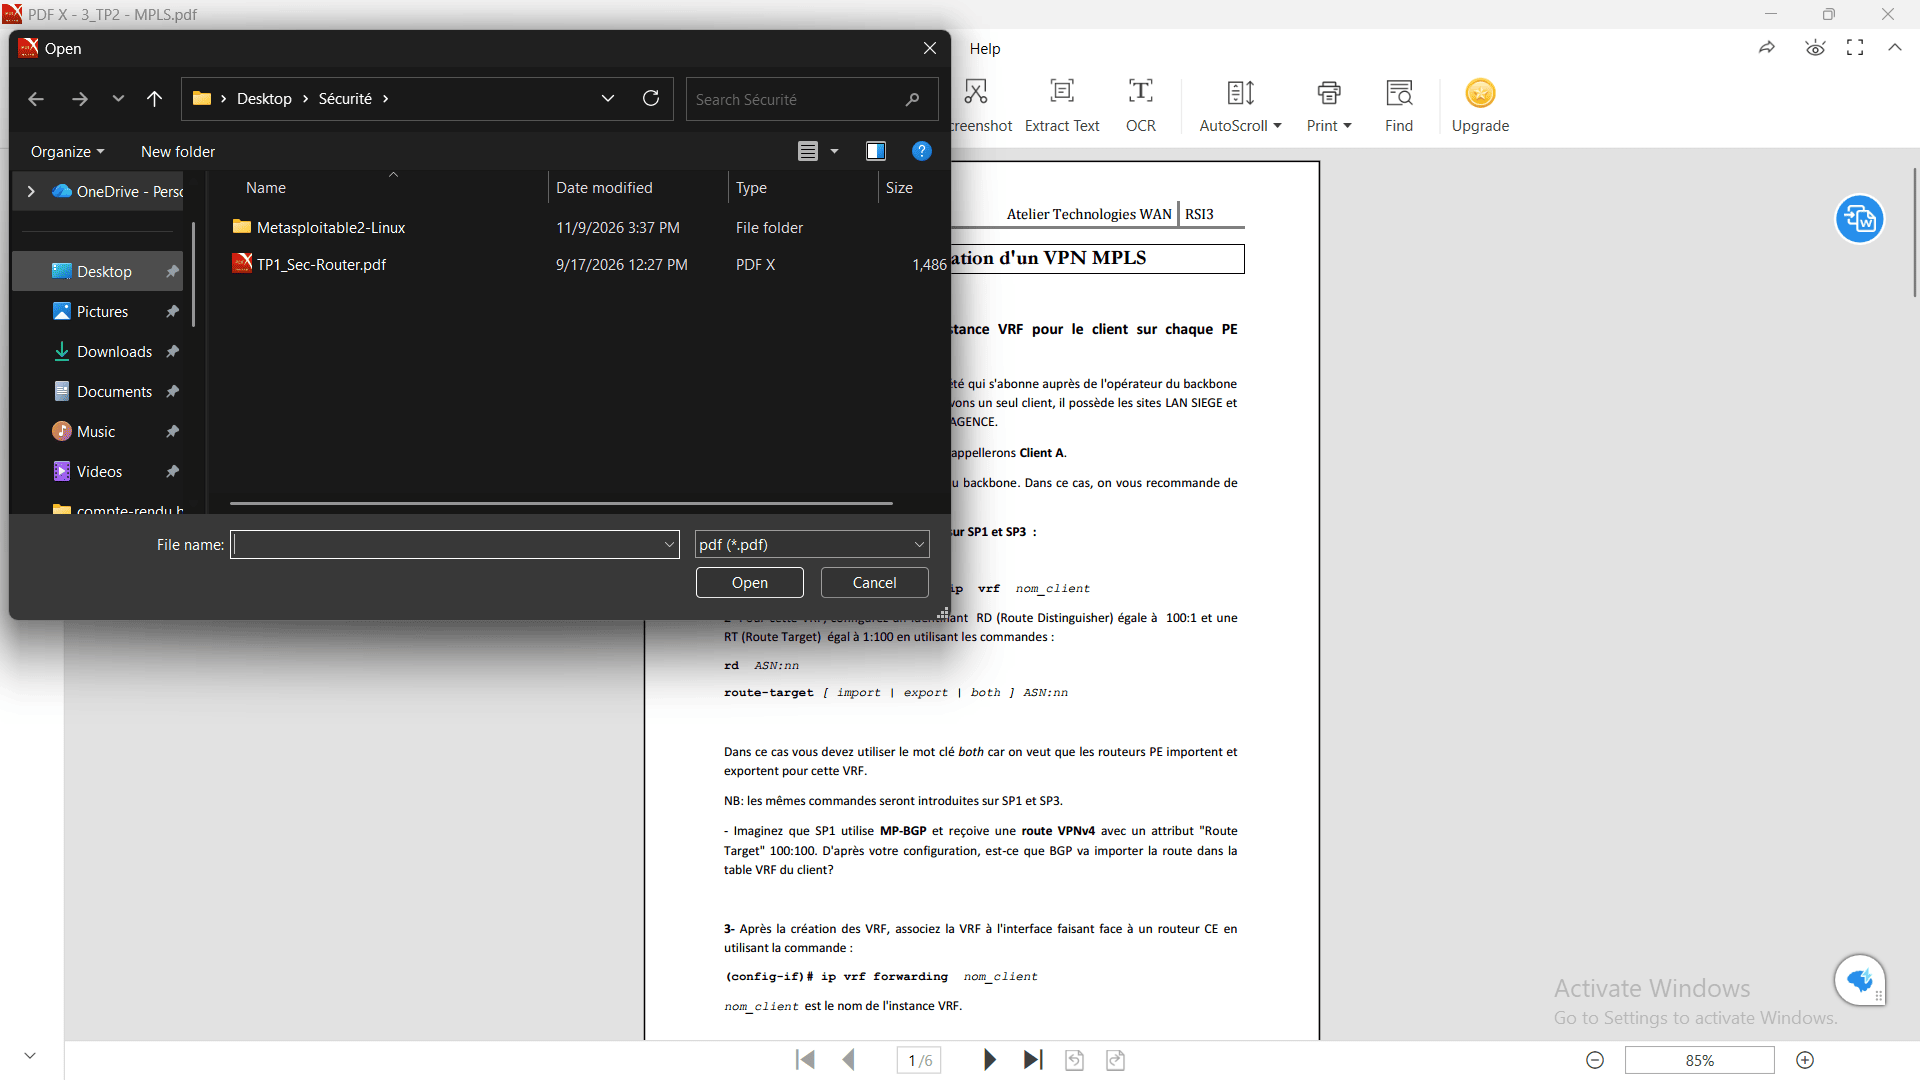 PDF X - 3_TP2 - MPLS.pdf
Open
Help
Desktop
Sécurité
Search Sécurité
Extract Text
OCR
AutoScroll
Print
Find
Upgrade
Organize
New folder
OneDrive
Name
Date modified
Type
Size
Metasploitable2-Linux
11/9/2026 3:37 PM
File folder
TP1_Sec-Router.pdf
9/17/2026 12:27 PM
PDF X
1,486
Desktop
Pictures
Downloads
Documents
Music
Videos
File name:
pdf (*.pdf)
Open
Cancel
Atelier Technologies WAN
RSI3
d'un VPN MPLS
VRF pour le client sur chaque PE
qui s'abonne auprès de l'opérateur du backbone
un seul client, il possède les sites LAN SIEGE et
AGENCE.
appellerons Client A.
backbone. Dans ce cas, on vous recommande de
SP1 et SP3 :
ip vrf nom_client
RD (Route Distinguisher) égale à 100:1 et une
RT (Route Target) égal à 1:100 en utilisant les commandes :
rd ASN:nn
route-target [ import | export | both ] ASN:nn
Dans ce cas vous devez utiliser le mot clé both car on veut que les routeurs PE importent et
exportent pour cette VRF.
NB: les mêmes commandes seront introduites sur SP1 et SP3.
- Imaginez que SP1 utilise MP-BGP et reçoive une route VPNv4 avec un attribut "Route
Target" 100:100. D'après votre configuration, est-ce que BGP va importer la route dans la
table VRF du client?
3- Après la création des VRF, associez la VRF à l'interface faisant face à un routeur CE en
utilisant la commande :
(config-if)# ip vrf forwarding nom_client
nom_client est le nom de l'instance VRF.
Activate Windows
Go to Settings to activate Windows.
1/6
85%